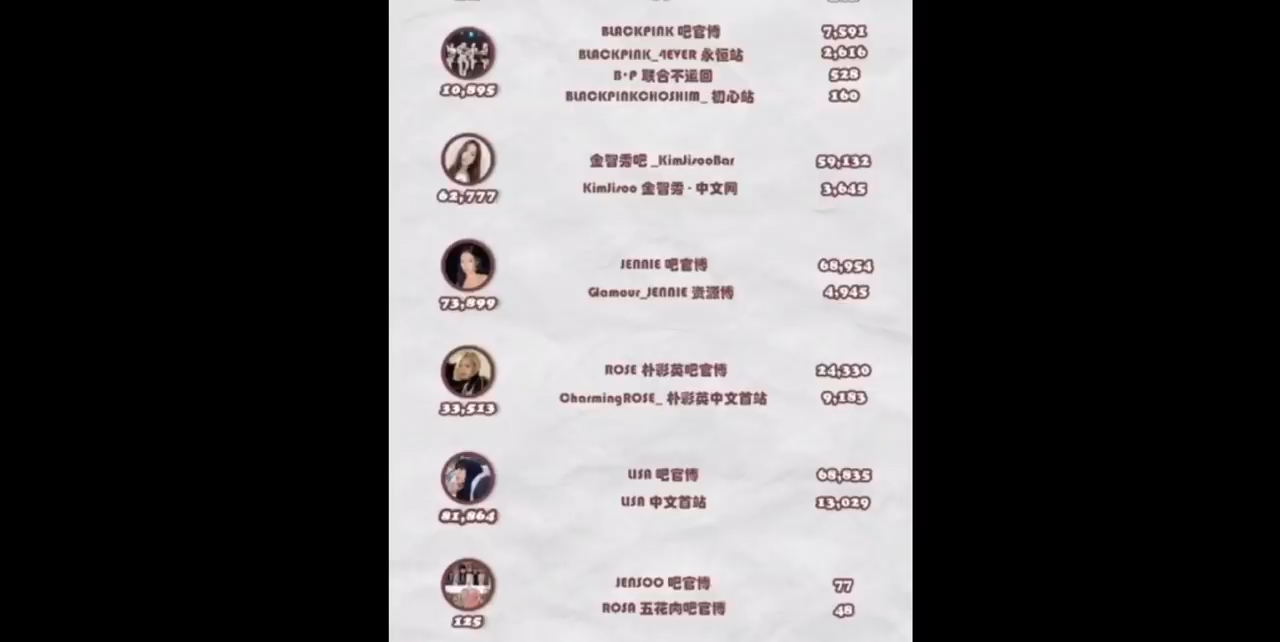 BLACKPINK 吧官博 7,591
BLACKPINK_4EVER 永恒站 2,616
B·P 联合不运回 528
10,895
BLACKPINKCHOSHIM_ 初心站 160
金智秀吧 _KimJisooBar 59,132
KimJisoo 金智秀 - 中文网 3,645
62,777
JENNIE 吧官博 68,954
Glamour_JENNIE 资源博 4,945
73,899
ROSE 朴彩英吧官博 24,330
CharmingROSE_ 朴彩英中文首站 9,183
33,513
LISA 吧官博 68,835
LISA 中文首站 13,029
81,864
JENSOO 吧官博 77
ROSA 五花肉吧官博 48
125